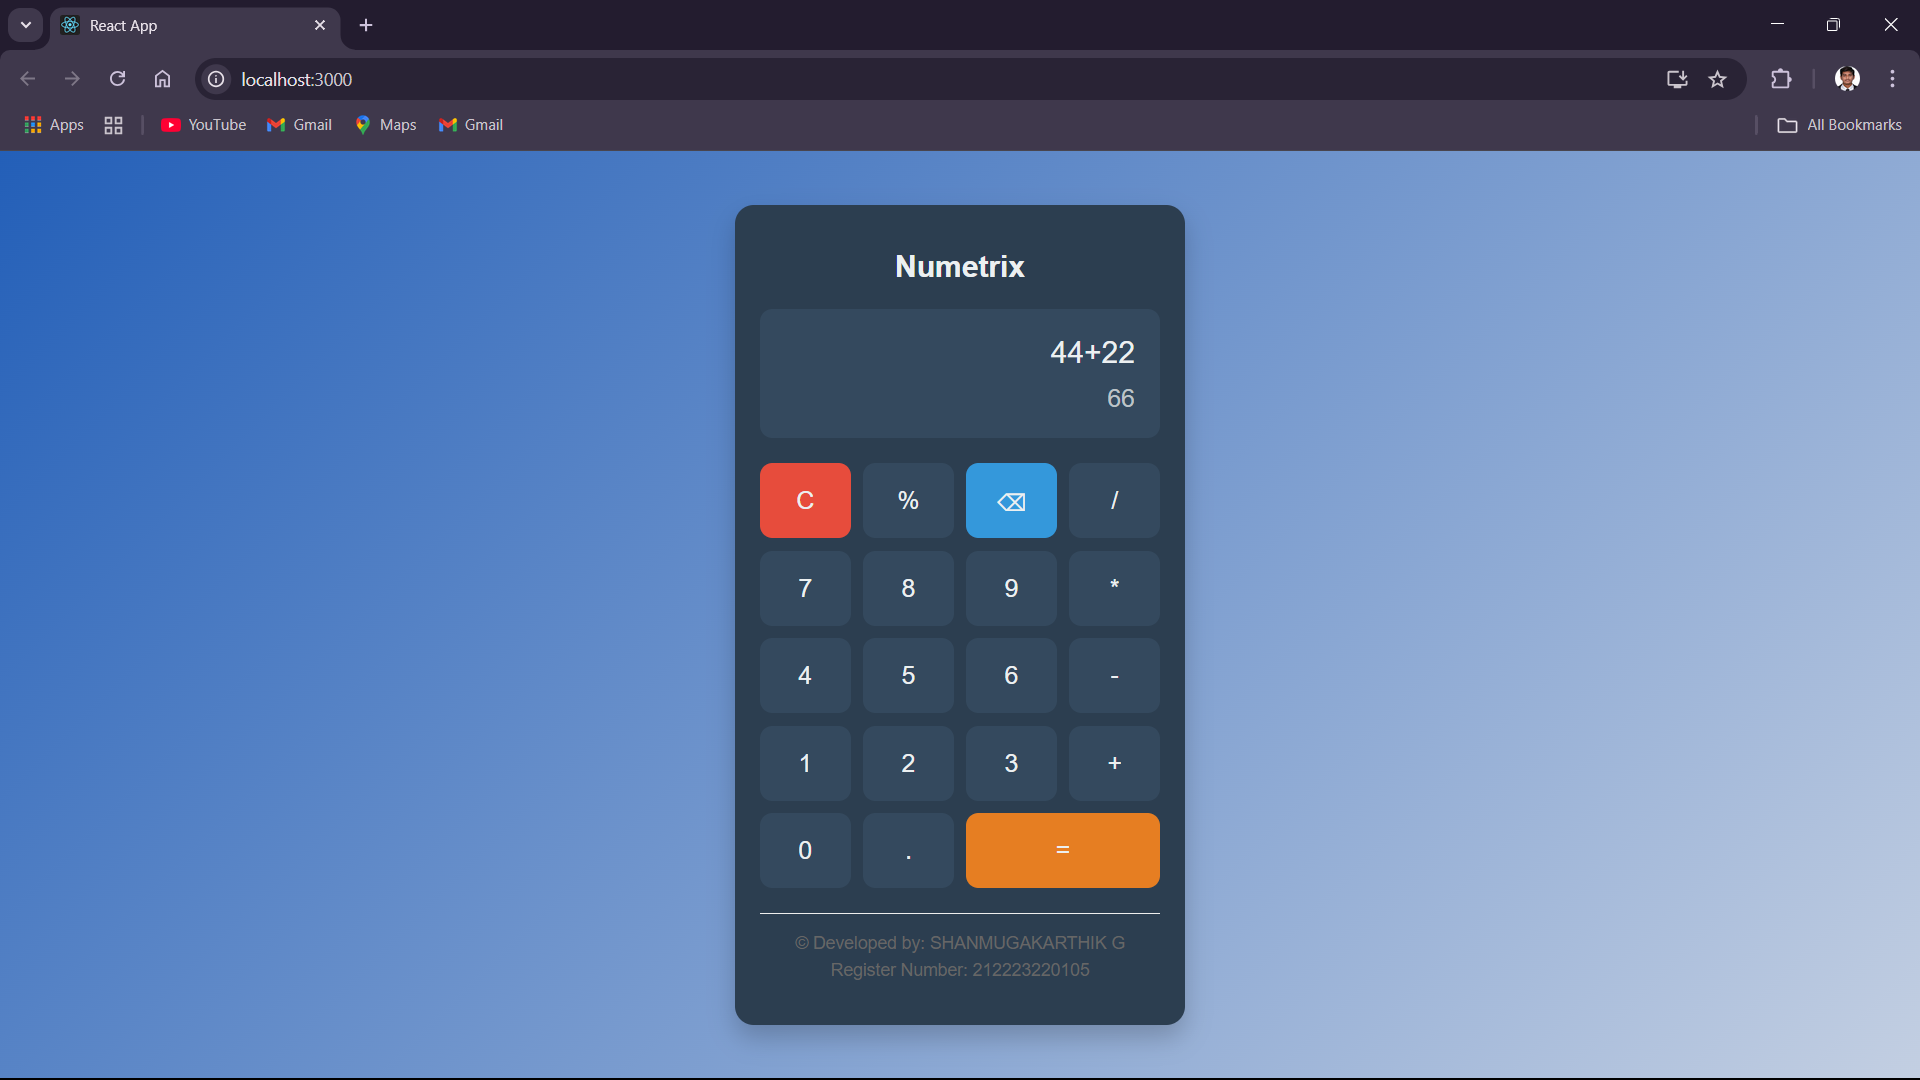 React App
localhost:3000
Apps YouTube Gmail Maps Gmail All Bookmarks
Numetrix
44+22
66
C % ⌫ /
7 8 9 *
4 5 6 -
1 2 3 +
0 . =
© Developed by: SHANMUGAKARTHIK G
Register Number: 212223220105